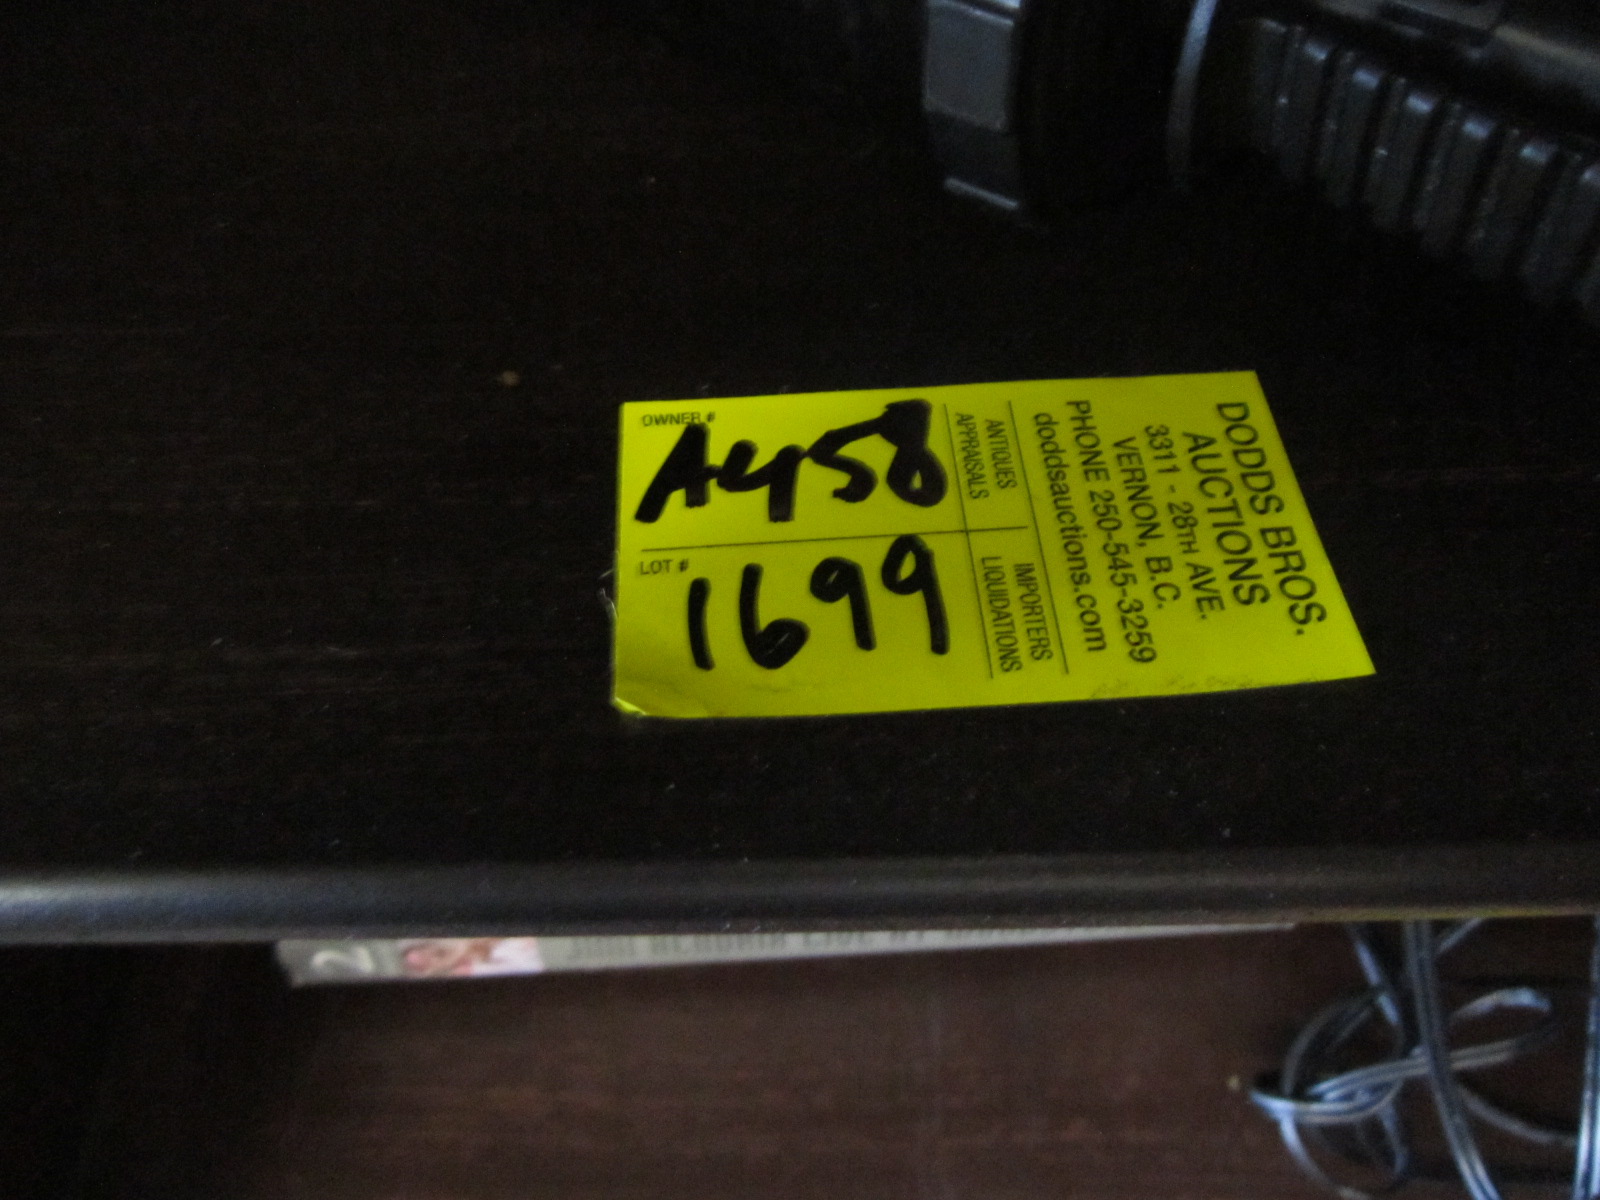 DODDS BROS.
AUCTIONS
3311 - 28TH AVE.
VERNON, B.C.
PHONE 250-545-3259
doddsauctions.com
ANTIQUES
APPRAISALS
IMPORTERS
LIQUIDATIONS
OWNER #
A458
LOT #
1699
2